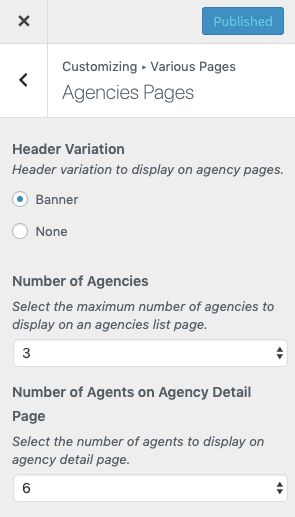 Published
Customizing ▸ Various Pages
Agencies Pages
Header Variation
Header variation to display on agency pages.
Banner
None
Number of Agencies
Select the maximum number of agencies to
display on an agencies list page.
3
Number of Agents on Agency Detail
Page
Select the number of agents to display on
agency detail page.
6